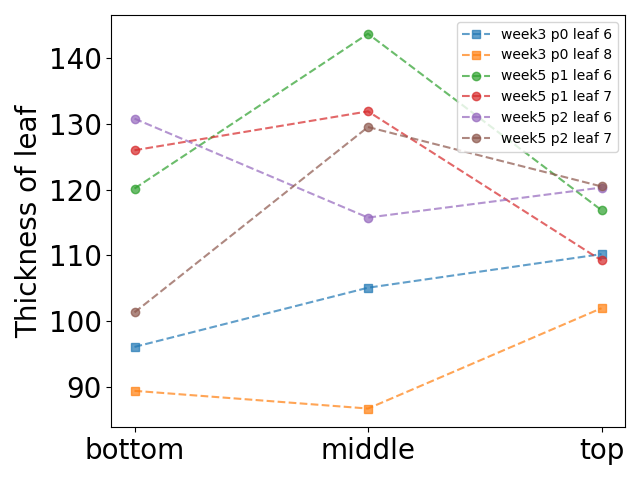 week3 p0 leaf 6
week3 p0 leaf 8
week5 p1 leaf 6
week5 p1 leaf 7
week5 p2 leaf 6
week5 p2 leaf 7
Thickness of leaf
140
130
120
110
100
90
bottom middle top